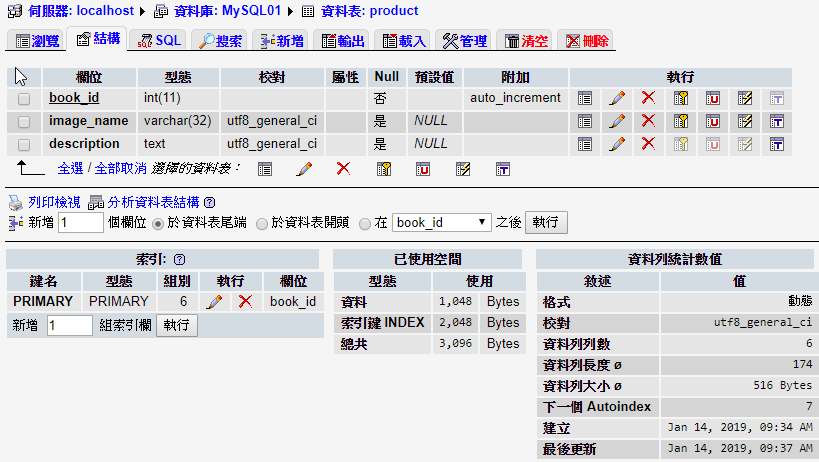 伺服器: localhost 資料庫: MySQL01 資料表: product
瀏覽 結構 SQL 搜索 新增 輸出 載入 管理 清空 刪除
欄位 型態 校對 屬性 Null 預設值 附加 執行
book_id int(11) 否 auto_increment
image_name varchar(32) utf8_general_ci 是 NULL
description text utf8_general_ci 是 NULL
全選 / 全部取消 選擇的資料表：
列印檢視 分析資料表結構
新增 1 個欄位 於資料表尾端 於資料表開頭 在 book_id 之後 執行
索引:
鍵名 型態 組別 執行 欄位
PRIMARY PRIMARY 6 book_id
新增 1 組索引欄 執行
已使用空間
型態 使用
資料 1,048 Bytes
索引鍵 INDEX 2,048 Bytes
總共 3,096 Bytes
資料列統計數值
敘述 值
格式 動態
校對 utf8_general_ci
資料列列數 6
資料列長度 ø 174
資料列大小 ø 516 Bytes
下一個 Autoindex 7
建立 Jan 14, 2019, 09:34 AM
最後更新 Jan 14, 2019, 09:37 AM